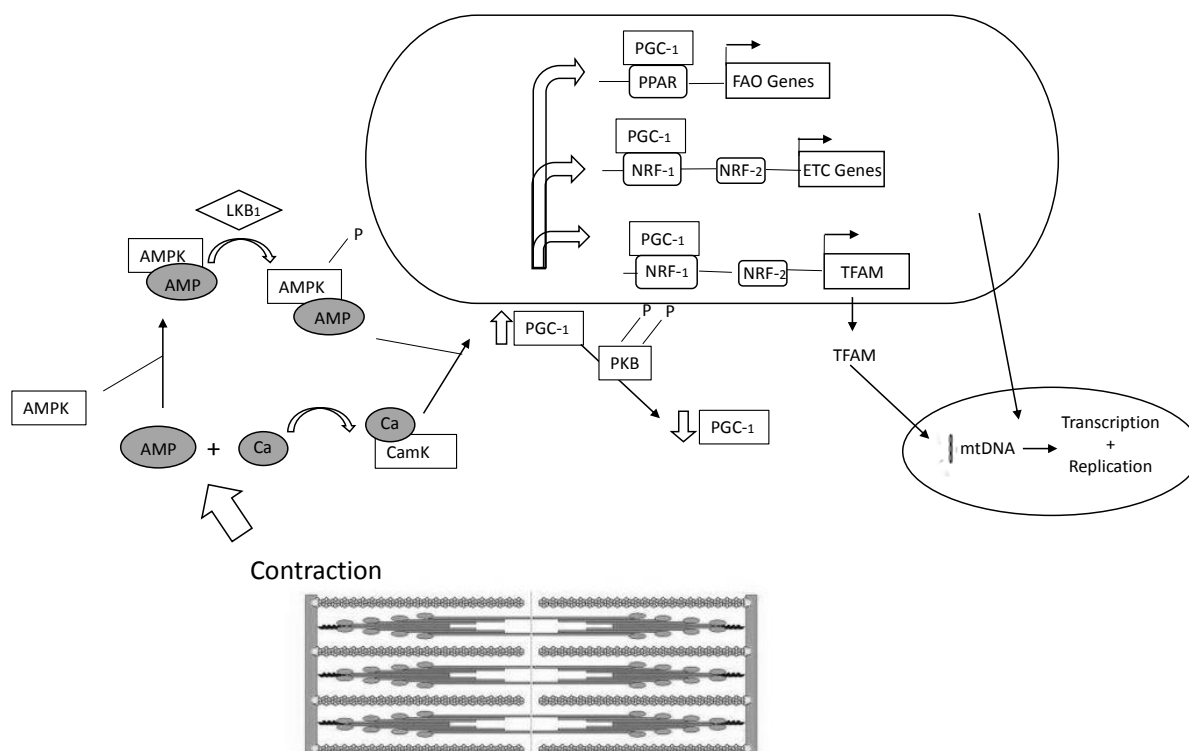 PGC-1
PPAR
FAO Genes
PGC-1
NRF-1
NRF-2
ETC Genes
LKB1
P
PGC-1
NRF-1
NRF-2
TFAM
AMPK
AMP
AMPK
AMP
P
P
PGC-1
PKB
TFAM
AMPK
AMP
+
Ca
Ca
CamK
PGC-1
mtDNA
Transcription
+
Replication
Contraction